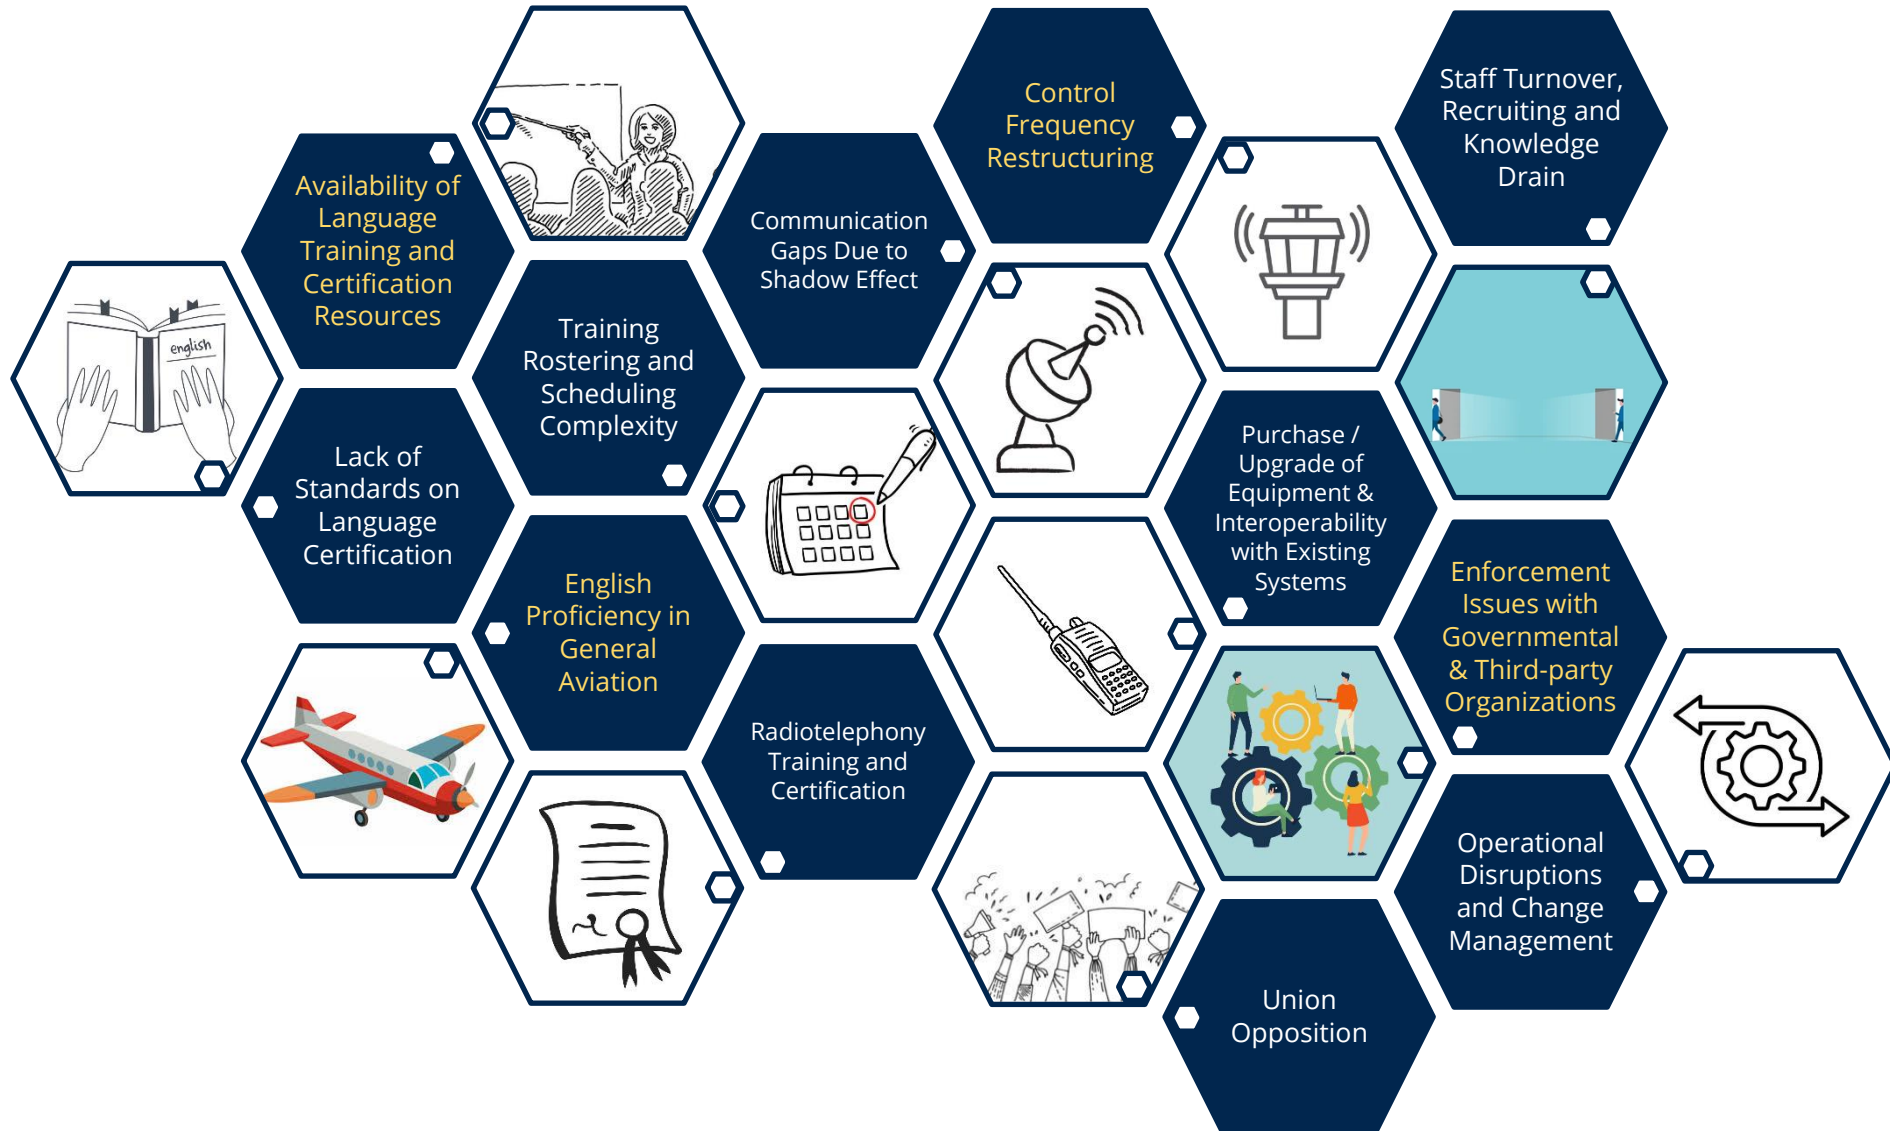 Control
Frequency
Restructuring
Staff Turnover,
Recruiting and
Knowledge
Drain
Availability of
Language
Training and
Certification
Resources
Communication
Gaps Due to
Shadow Effect
english
Training
Rostering and
Scheduling
Complexity
Lack of
Standards on
Language
Certification
Purchase /
Upgrade of
Equipment &
Interoperability
with Existing
Systems
English
Proficiency in
General
Aviation
Enforcement
Issues with
Governmental
& Third-party
Organizations
Radiotelephony
Training and
Certification
Operational
Disruptions
and Change
Management
Union
Opposition